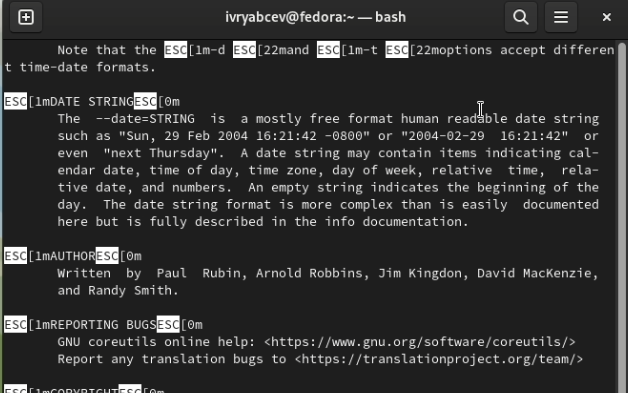 ivryabcev@fedora:~ — bash
Note that the ESC[1m-d ESC[22mand ESC[1m-t ESC[22moptions accept differen
t time-date formats.
ESC[1mDATE STRINGESC[0m
The --date=STRING is a mostly free format human readable date string
such as "Sun, 29 Feb 2004 16:21:42 -0800" or "2004-02-29 16:21:42" or
even "next Thursday". A date string may contain items indicating cal-
endar date, time of day, time zone, day of week, relative time, rela-
tive date, and numbers. An empty string indicates the beginning of the
day. The date string format is more complex than is easily documented
here but is fully described in the info documentation.
ESC[1mAUTHORESC[0m
Written by Paul Rubin, Arnold Robbins, Jim Kingdon, David MacKenzie,
and Randy Smith.
ESC[1mREPORTING BUGSESC[0m
GNU coreutils online help: <https://www.gnu.org/software/coreutils/>
Report any translation bugs to <https://translationproject.org/team/>
ESC[1mCOPYRIGHTESC[0m